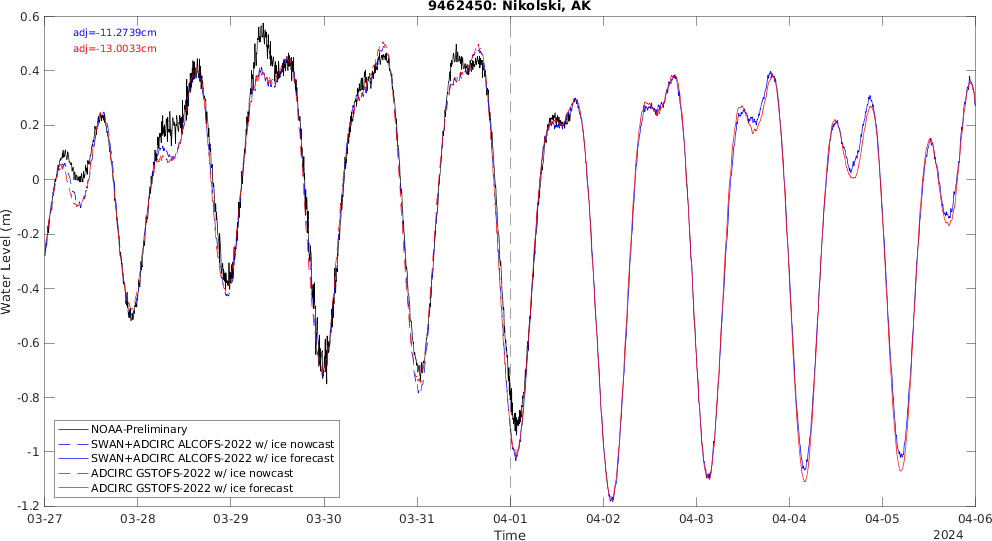 9462450: Nikolski, AK
adj=-11.2739cm
adj=-13.0033cm
0.6
0.4
0.2
0
-0.2
-0.4
-0.6
-0.8
-1
-1.2
Water Level (m)
NOAA-Preliminary
SWAN+ADCIRC ALCOFS-2022 w/ ice nowcast
SWAN+ADCIRC ALCOFS-2022 w/ ice forecast
ADCIRC GSTOFS-2022 w/ ice nowcast
ADCIRC GSTOFS-2022 w/ ice forecast
03-27 03-28 03-29 03-30 03-31 04-01 04-02 04-03 04-04 04-05 04-06
Time
2024